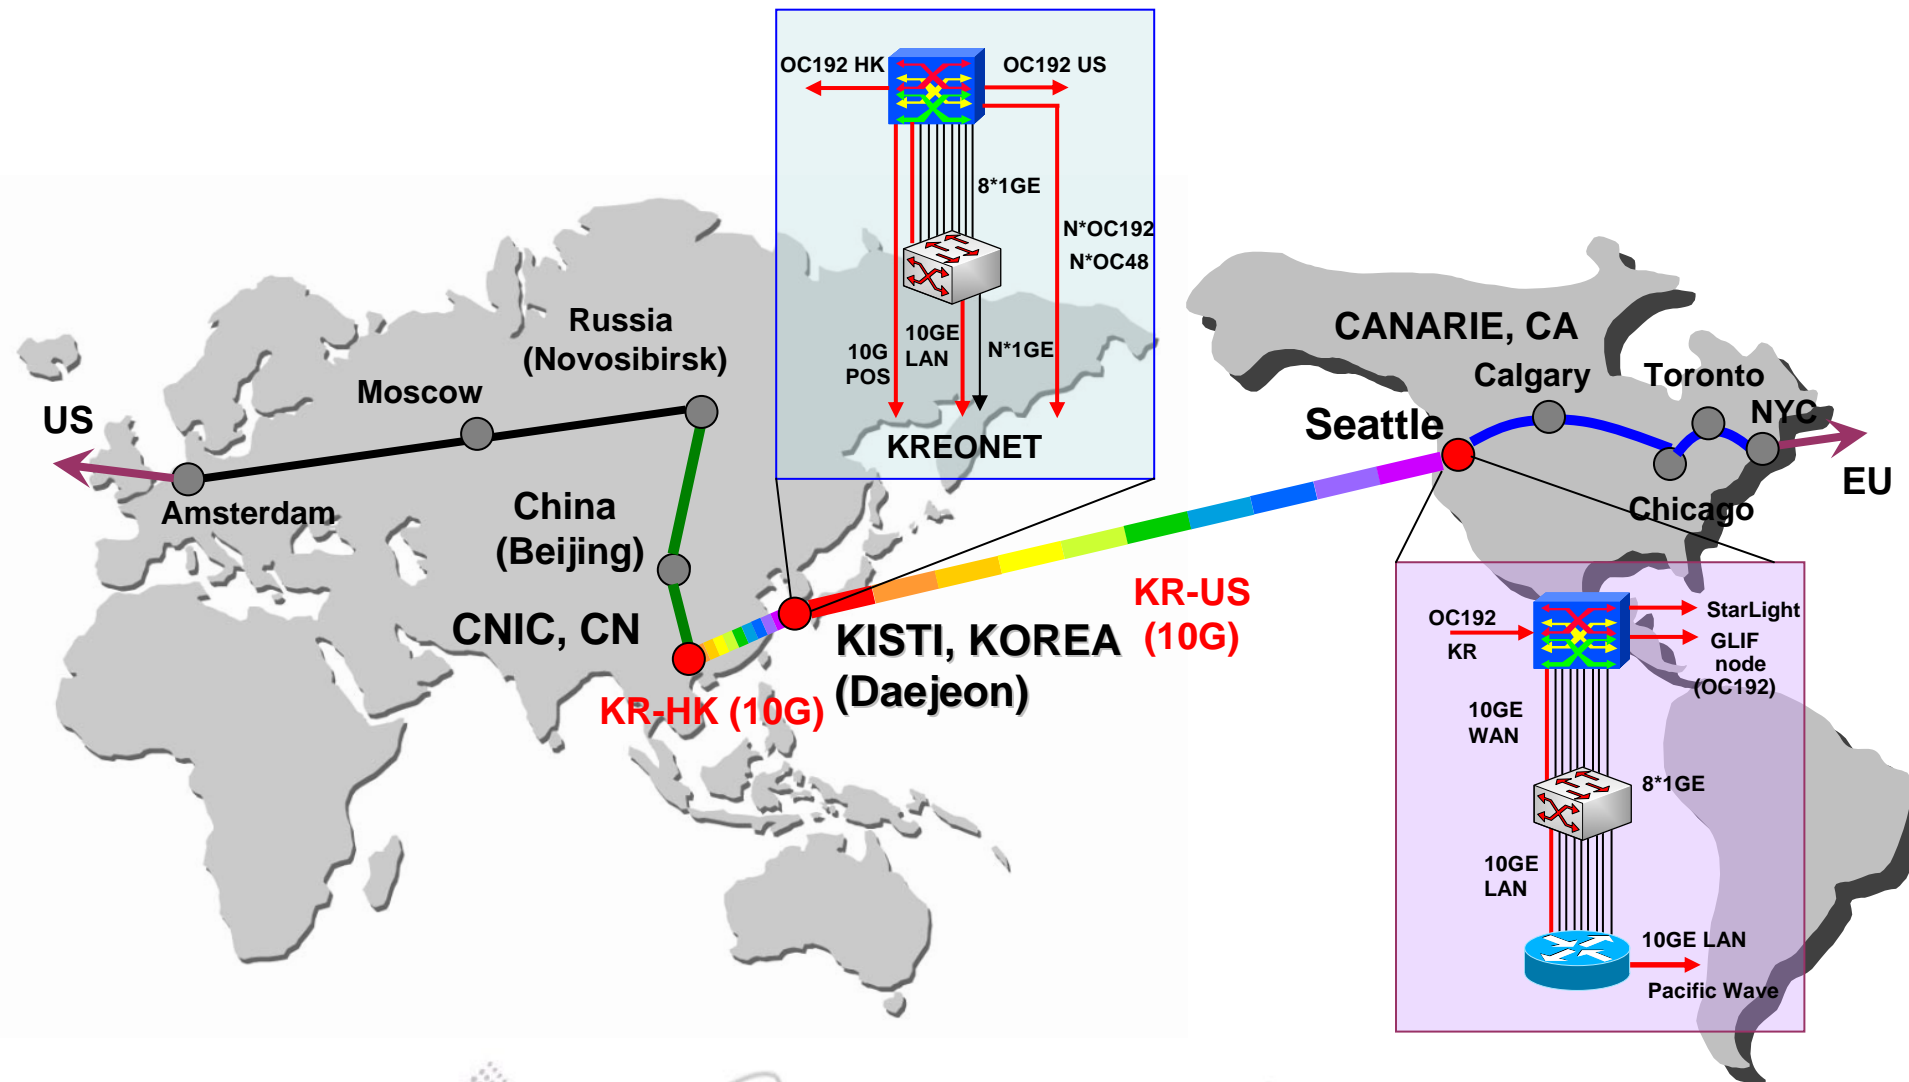 OC192 HK
OC192 US
8*1GE
N*OC192
N*OC48
10GE
LAN
10G
POS
N*1GE
KREONET
Russia
(Novosibirsk)
Moscow
US
Amsterdam
China
(Beijing)
CNIC, CN
KR-HK (10G)
KISTI, KOREA
(Daejeon)
KR-US
(10G)
CANARIE, CA
Calgary
Toronto
NYC
Seattle
Chicago
EU
OC192
KR
StarLight
GLIF
node
(OC192)
10GE
WAN
8*1GE
10GE
LAN
10GE LAN
Pacific Wave